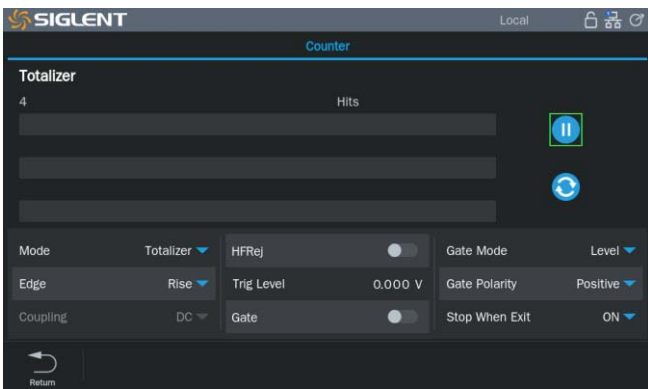 SIGLENT Local
Counter
Totalizer
4 Hits
Mode Totalizer HFRej Gate Mode Level
Edge Rise Trig Level 0.000 V Gate Polarity Positive
Coupling DC Gate Stop When Exit ON
Return